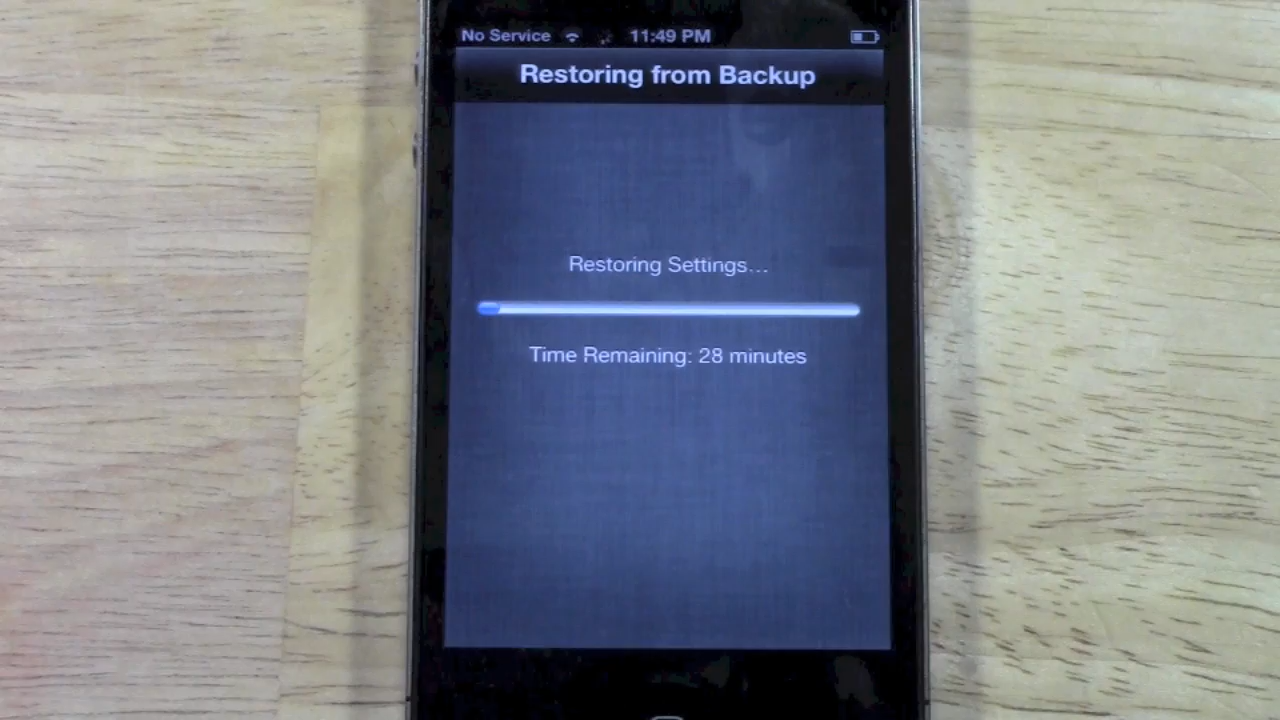 No Service 11:49 PM
Restoring from Backup
Restoring Settings...
Time Remaining: 28 minutes